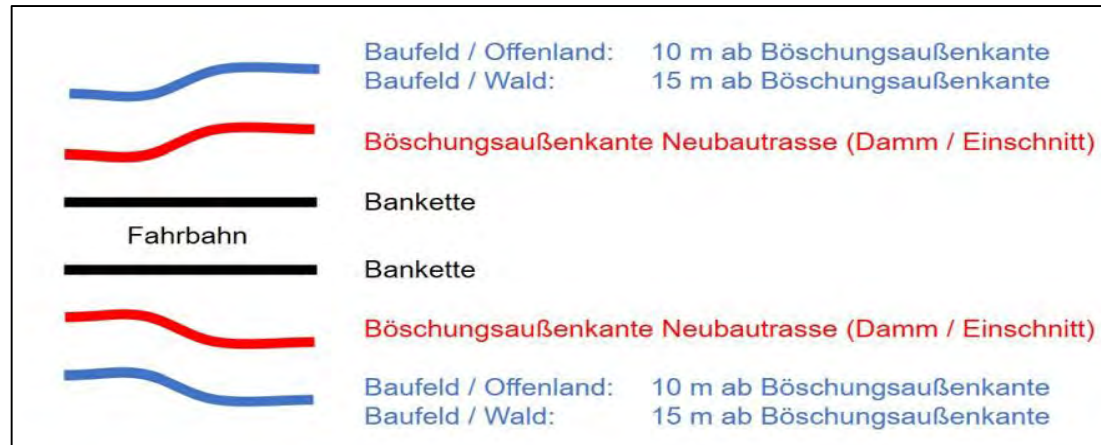 Baufeld / Offenland: 10 m ab Böschungsaußenkante
Baufeld / Wald: 15 m ab Böschungsaußenkante
Böschungsaußenkante Neubautrasse (Damm / Einschnitt)
Bankette
Fahrbahn
Bankette
Böschungsaußenkante Neubautrasse (Damm / Einschnitt)
Baufeld / Offenland: 10 m ab Böschungsaußenkante
Baufeld / Wald: 15 m ab Böschungsaußenkante